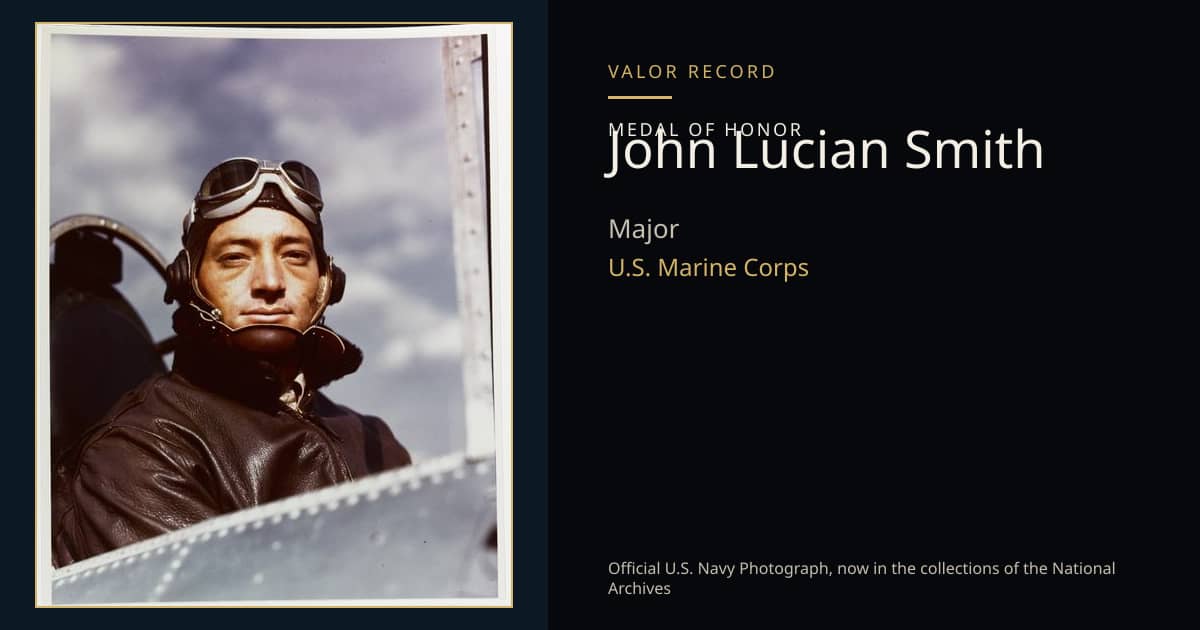 VALOR RECORD
MEDAL OF HONOR
John Lucian Smith
Major
U.S. Marine Corps
Official U.S. Navy Photograph, now in the collections of the National
Archives